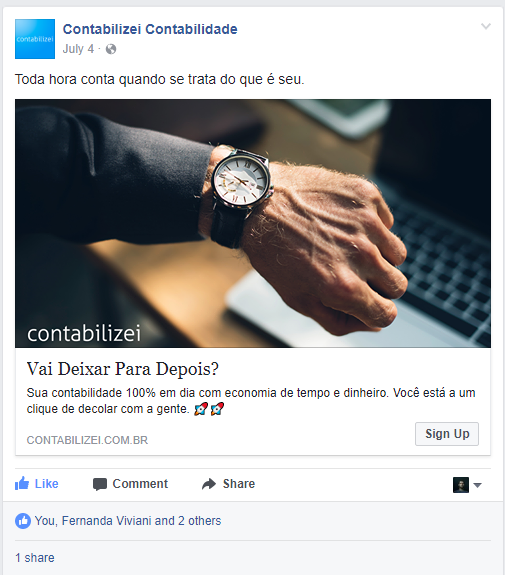 contabilizei
Contabilizei Contabilidade
July 4 ·
Toda hora conta quando se trata do que é seu.
contabilizei
Vai Deixar Para Depois?
Sua contabilidade 100% em dia com economia de tempo e dinheiro. Você está a um
clique de decolar com a gente. 🚀🚀
CONTABILIZEI.COM.BR
Sign Up
Like Comment Share
You, Fernanda Viviani and 2 others
1 share